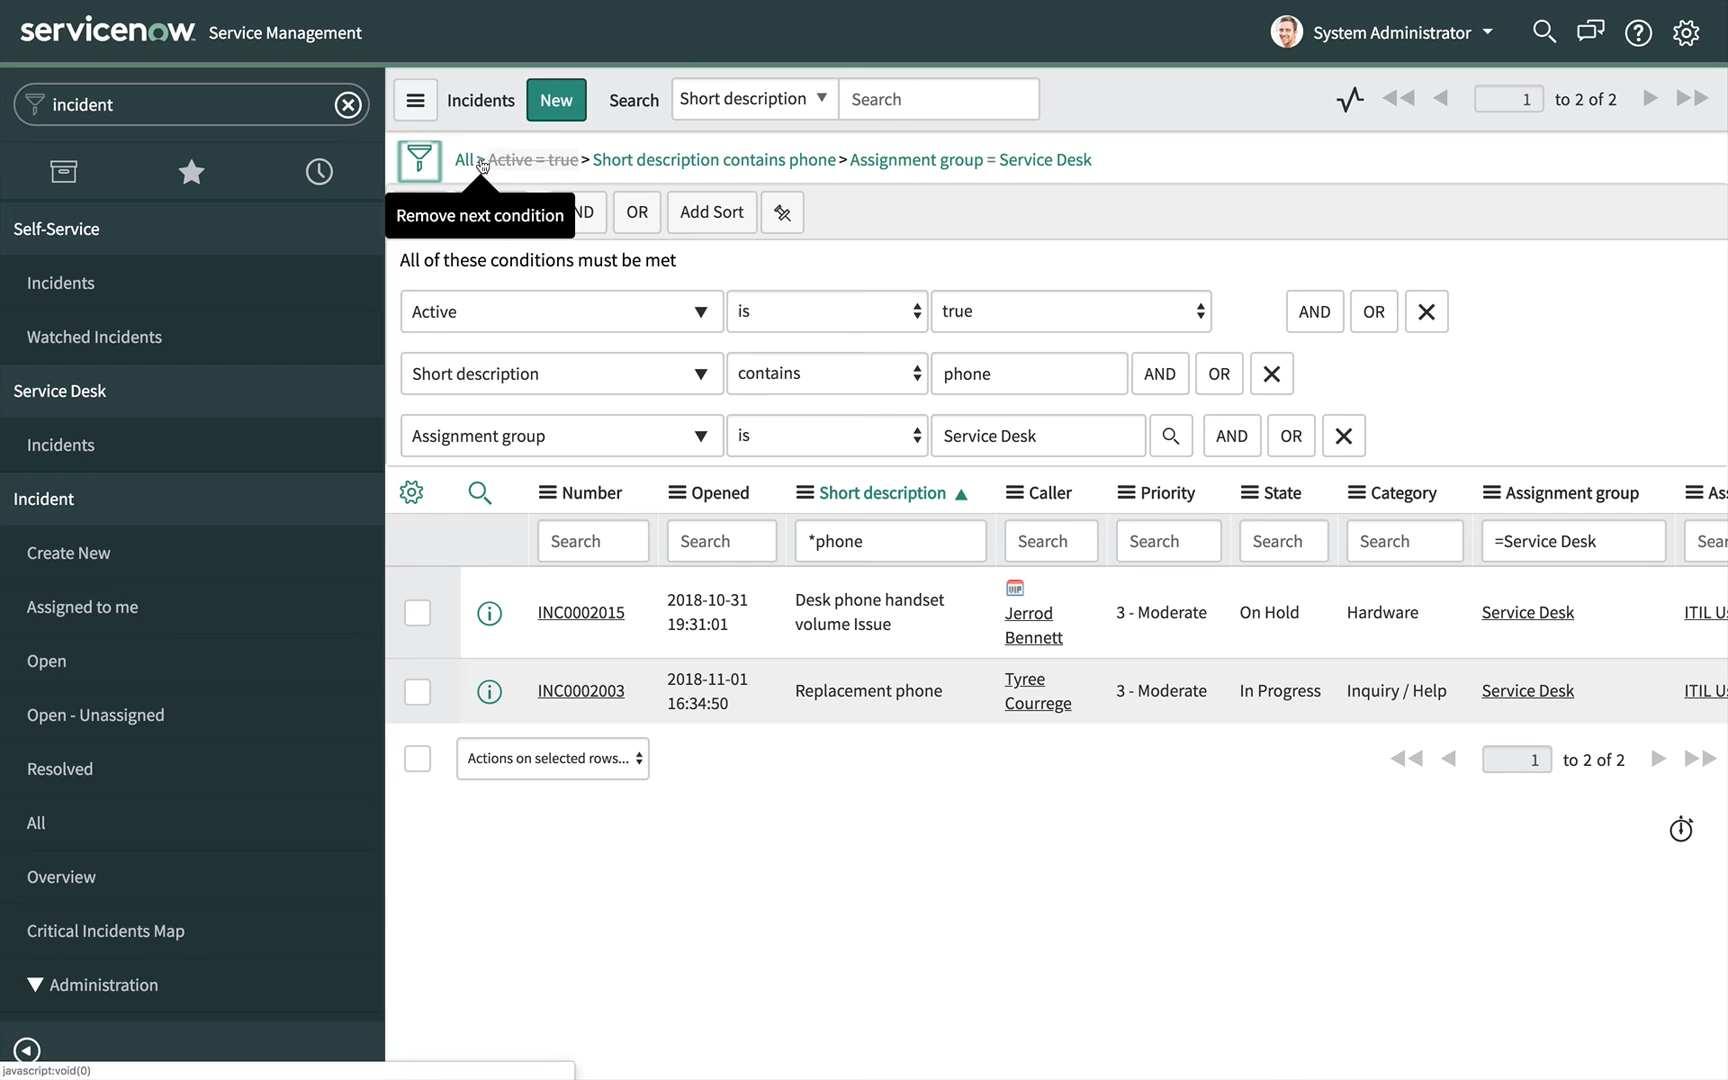 servicenow Service Management
System Administrator
incident
Incidents New Search Short description Search 1 to 2 of 2
All > Active = true > Short description contains phone > Assignment group = Service Desk
Remove next condition
ND OR Add Sort
All of these conditions must be met
Active is true AND OR
Short description contains phone AND OR
Assignment group is Service Desk AND OR
Self-Service
Incidents
Watched Incidents
Service Desk
Incidents
Incident
Create New
Assigned to me
Open
Open - Unassigned
Resolved
All
Overview
Critical Incidents Map
Administration
Number Opened Short description Caller Priority State Category Assignment group Ass
Search Search *phone Search Search Search Search =Service Desk Sear
INC0002015 2018-10-31 19:31:01 Desk phone handset volume Issue VIP Jerrod Bennett 3 - Moderate On Hold Hardware Service Desk ITIL Us
INC0002003 2018-11-01 16:34:50 Replacement phone Tyree Courrege 3 - Moderate In Progress Inquiry / Help Service Desk ITIL Us
Actions on selected rows... 1 to 2 of 2
javascript:void(0)